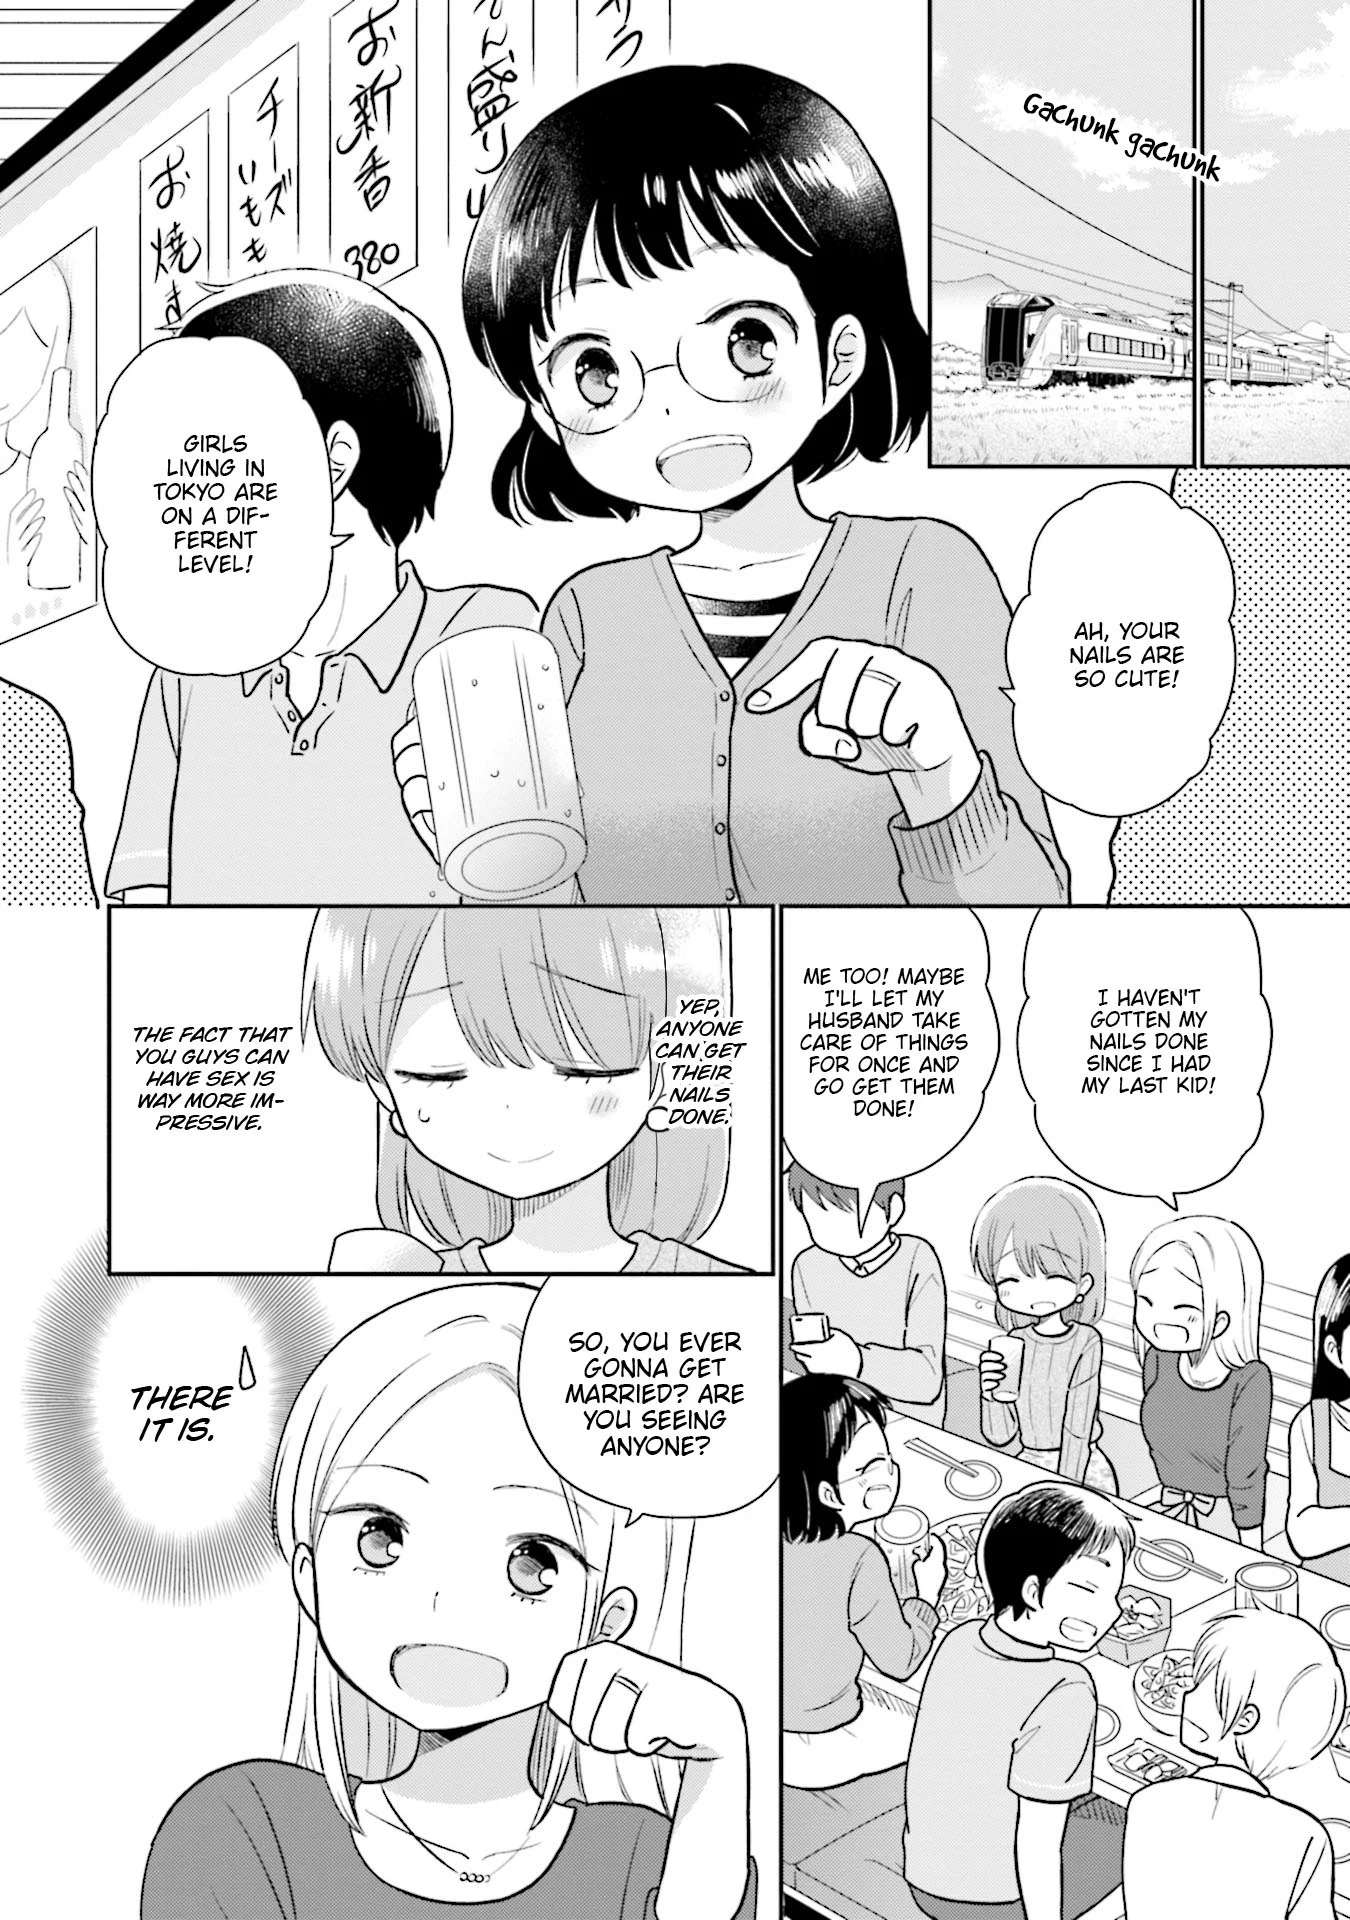 Gachunk gachunk
AH, YOUR
NAILS ARE
SO CUTE!
お新香
380
チーズ
いもも
お焼き
盛り
GIRLS
LIVING IN
TOKYO ARE
ON A DIF-
FERENT
LEVEL!
I HAVEN'T
GOTTEN MY
NAILS DONE
SINCE I HAD
MY LAST KID!
ME TOO! MAYBE
I'LL LET MY
HUSBAND TAKE
CARE OF THINGS
FOR ONCE AND
GO GET THEM
DONE!
YEP,
ANYONE
CAN GET
THEIR
NAILS
DONE.
THE FACT THAT
YOU GUYS CAN
HAVE SEX IS
WAY MORE IM-
PRESSIVE.
SO, YOU EVER
GONNA GET
MARRIED? ARE
YOU SEEING
ANYONE?
THERE
IT IS.